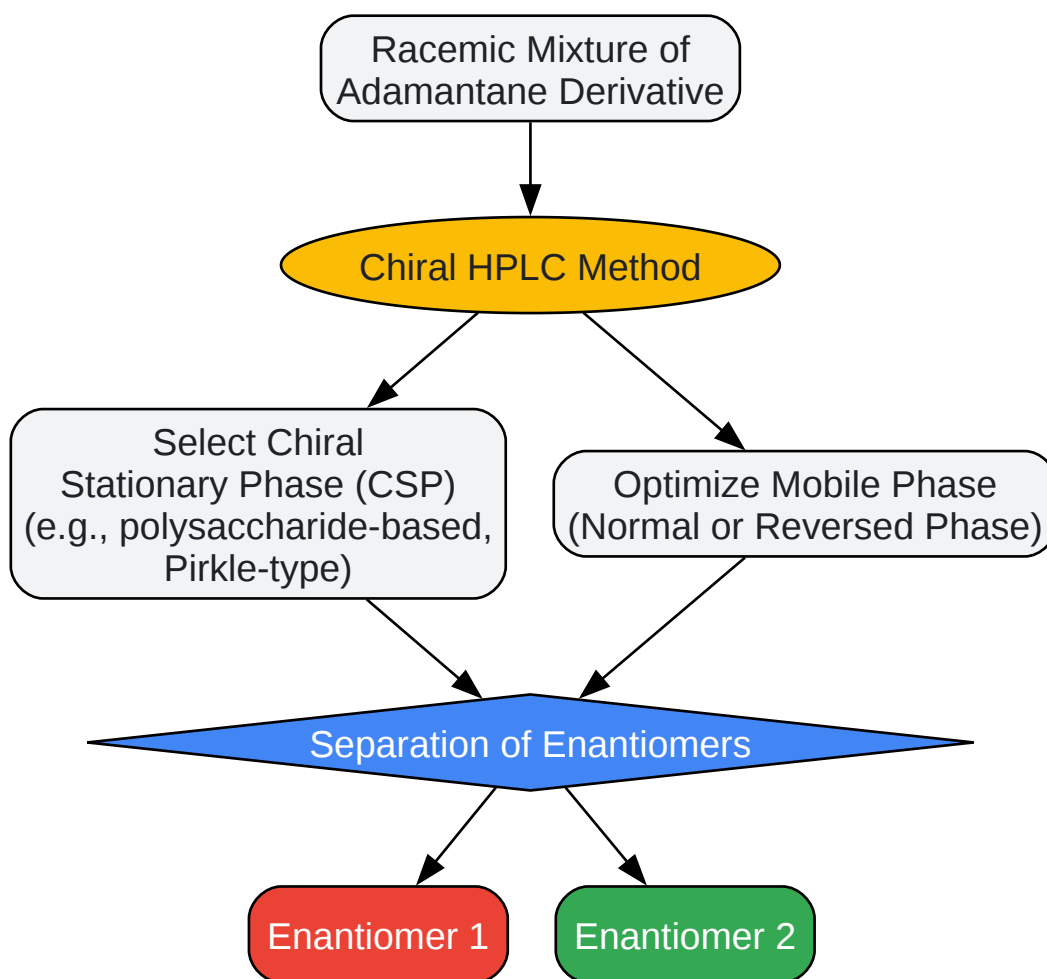 Racemic Mixture of
Adamantane Derivative
Chiral HPLC Method
Select Chiral
Stationary Phase (CSP)
(e.g., polysaccharide-based,
Pirkle-type)
Optimize Mobile Phase
(Normal or Reversed Phase)
Separation of Enantiomers
Enantiomer 1
Enantiomer 2